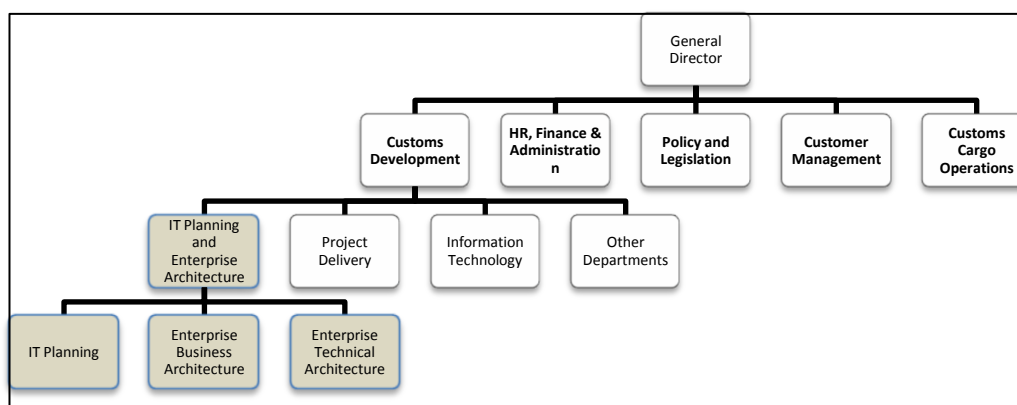 General
Director
Customs
Development
HR, Finance &
Administratio
n
Policy and
Legislation
Customer
Management
Customs
Cargo
Operations
IT Planning
and
Enterprise
Architecture
Project
Delivery
Information
Technology
Other
Departments
IT Planning
Enterprise
Business
Architecture
Enterprise
Technical
Architecture